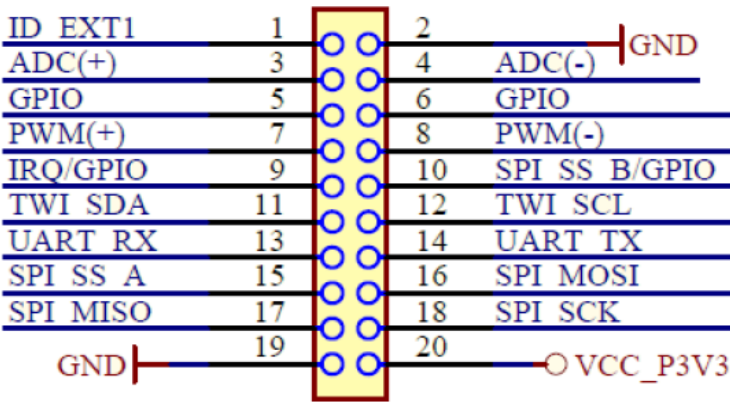 ID_EXT1 1 2 GND
ADC(+) 3 4 ADC(-)
GPIO 5 6 GPIO
PWM(+) 7 8 PWM(-)
IRQ/GPIO 9 10 SPI_SS_B/GPIO
TWI_SDA 11 12 TWI_SCL
UART_RX 13 14 UART_TX
SPI_SS_A 15 16 SPI_MOSI
SPI_MISO 17 18 SPI_SCK
GND 19 20 VCC_P3V3